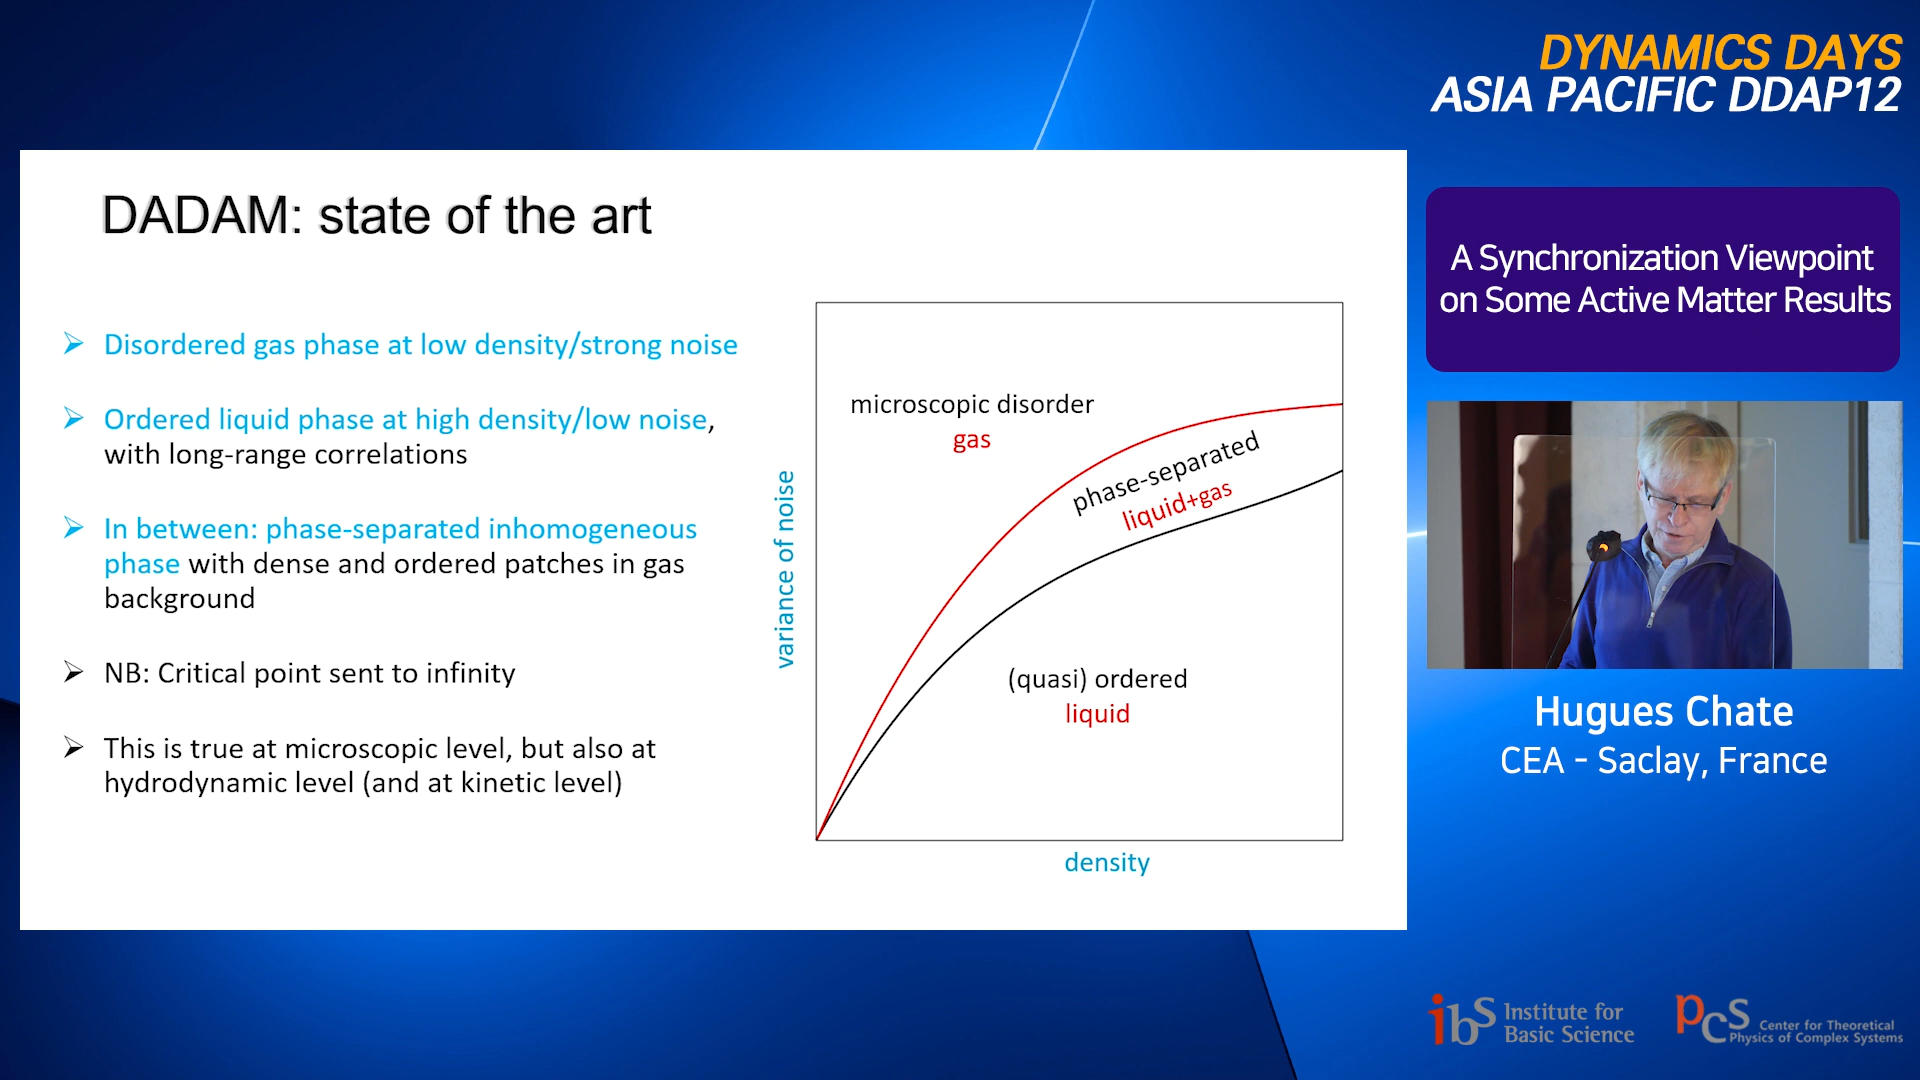 DYNAMICS DAYS
ASIA PACIFIC DDAP12
DADAM: state of the art
Disordered gas phase at low density/strong noise
Ordered liquid phase at high density/low noise,
with long-range correlations
In between: phase-separated inhomogeneous
phase with dense and ordered patches in gas
background
NB: Critical point sent to infinity
This is true at microscopic level, but also at
hydrodynamic level (and at kinetic level)
variance of noise
microscopic disorder
gas
phase-separated
liquid+gas
(quasi) ordered
liquid
density
A Synchronization Viewpoint
on Some Active Matter Results
Hugues Chate
CEA - Saclay, France
ibs Institute for
Basic Science
pcs Center for Theoretical
Physics of Complex Systems